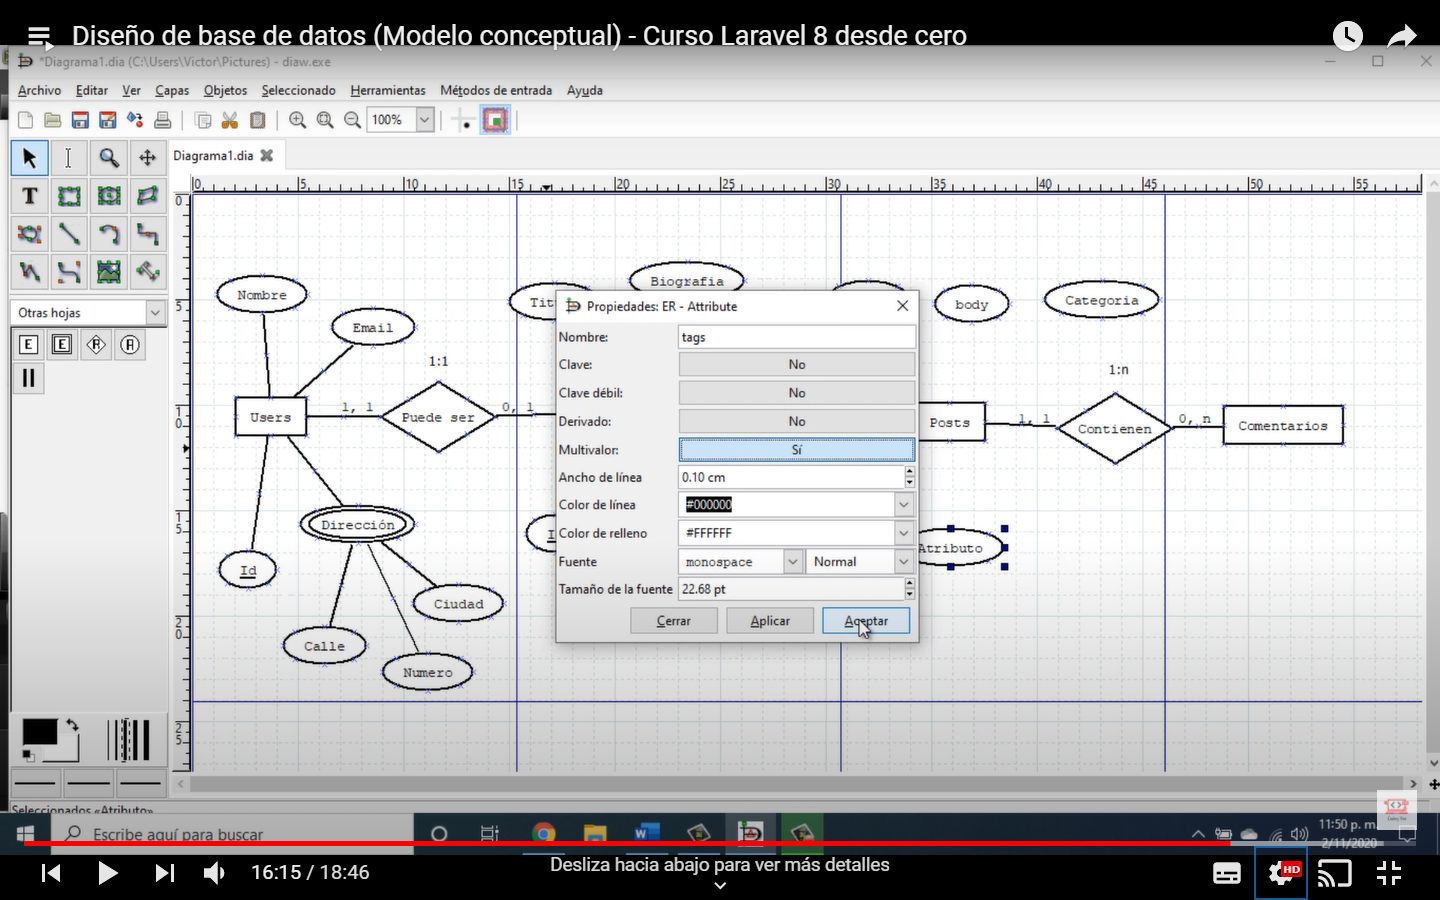 Diseño de base de datos (Modelo conceptual) - Curso Laravel 8 desde cero
*Diagrama1.dia (C:\Users\Victor\Pictures) - diaw.exe
Archivo Editar Ver Capas Objetos Seleccionado Herramientas Métodos de entrada Ayuda
100%
Diagrama1.dia
0 5 10 15 20 25 30 35 40 45 50 55
T
Otras hojas
E E R A
0
5
10
15
20
25
Nombre
Email
1:1
Users
1, 1
Puede ser
0, 1
Dirección
Id
Ciudad
Calle
Numero
Biografia
Tit
body
Categoria
1:n
Posts
1, 1
Contienen
0, n
Comentarios
I
Atributo
Propiedades: ER - Attribute
Nombre: tags
Clave: No
Clave débil: No
Derivado: No
Multivalor: Sí
Ancho de línea 0.10 cm
Color de línea #000000
Color de relleno #FFFFFF
Fuente monospace Normal
Tamaño de la fuente 22.68 pt
Cerrar Aplicar Aceptar
Seleccionados «Atributo»
Escribe aquí para buscar
11:50 p. m.
2/11/2020
16:15 / 18:46
Desliza hacia abajo para ver más detalles
HD